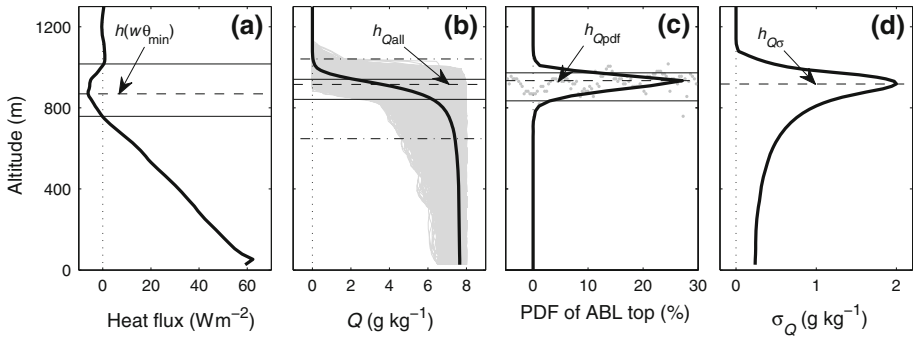 (a) (b) (c) (d)
h(wθmin) hQall hQpdf hQσ
1200
800
400
0
Altitude (m)
0 20 40 60
Heat flux (Wm−2)
0 2 4 6 8
Q (g kg−1)
0 10 20 30
PDF of ABL top (%)
0 1 2
σQ (g kg−1)